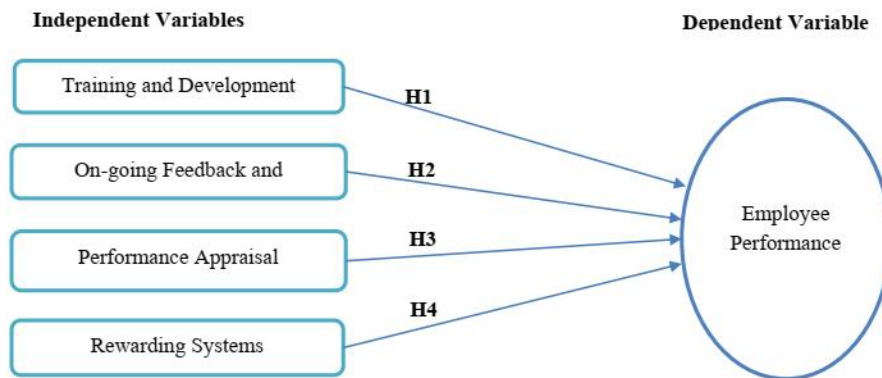 Independent Variables
Dependent Variable
Training and Development
H1
On-going Feedback and
H2
Performance Appraisal
H3
Rewarding Systems
H4
Employee
Performance